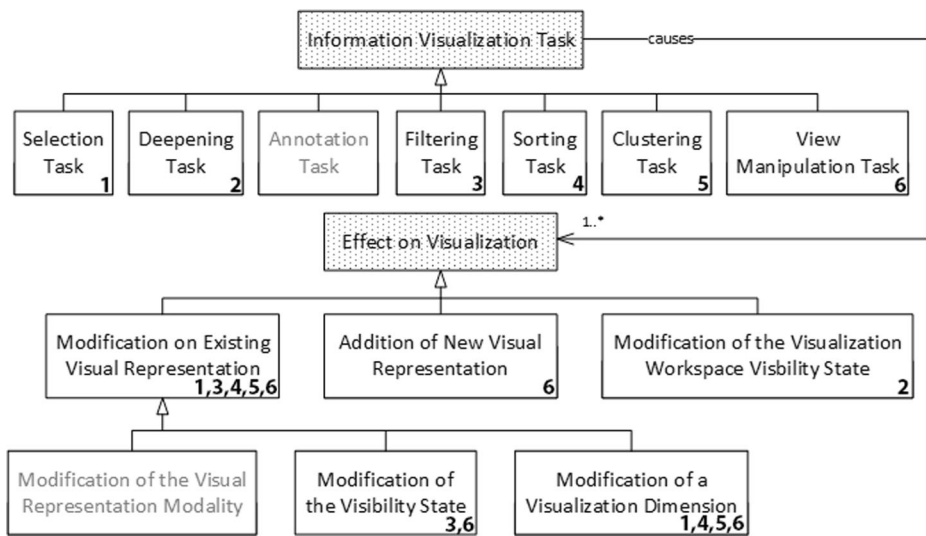 Information Visualization Task
causes
Selection
Task
1
Deepening
Task
2
Annotation
Task
Filtering
Task
3
Sorting
Task
4
Clustering
Task
5
View
Manipulation Task
6
1..*
Effect on Visualization
Modification on Existing
Visual Representation
1,3,4,5,6
Addition of New Visual
Representation
6
Modification of the Visualization
Workspace Visbility State
2
Modification of the Visual
Representation Modality
Modification of
the Visibility State
3,6
Modification of a
Visualization Dimension
1,4,5,6